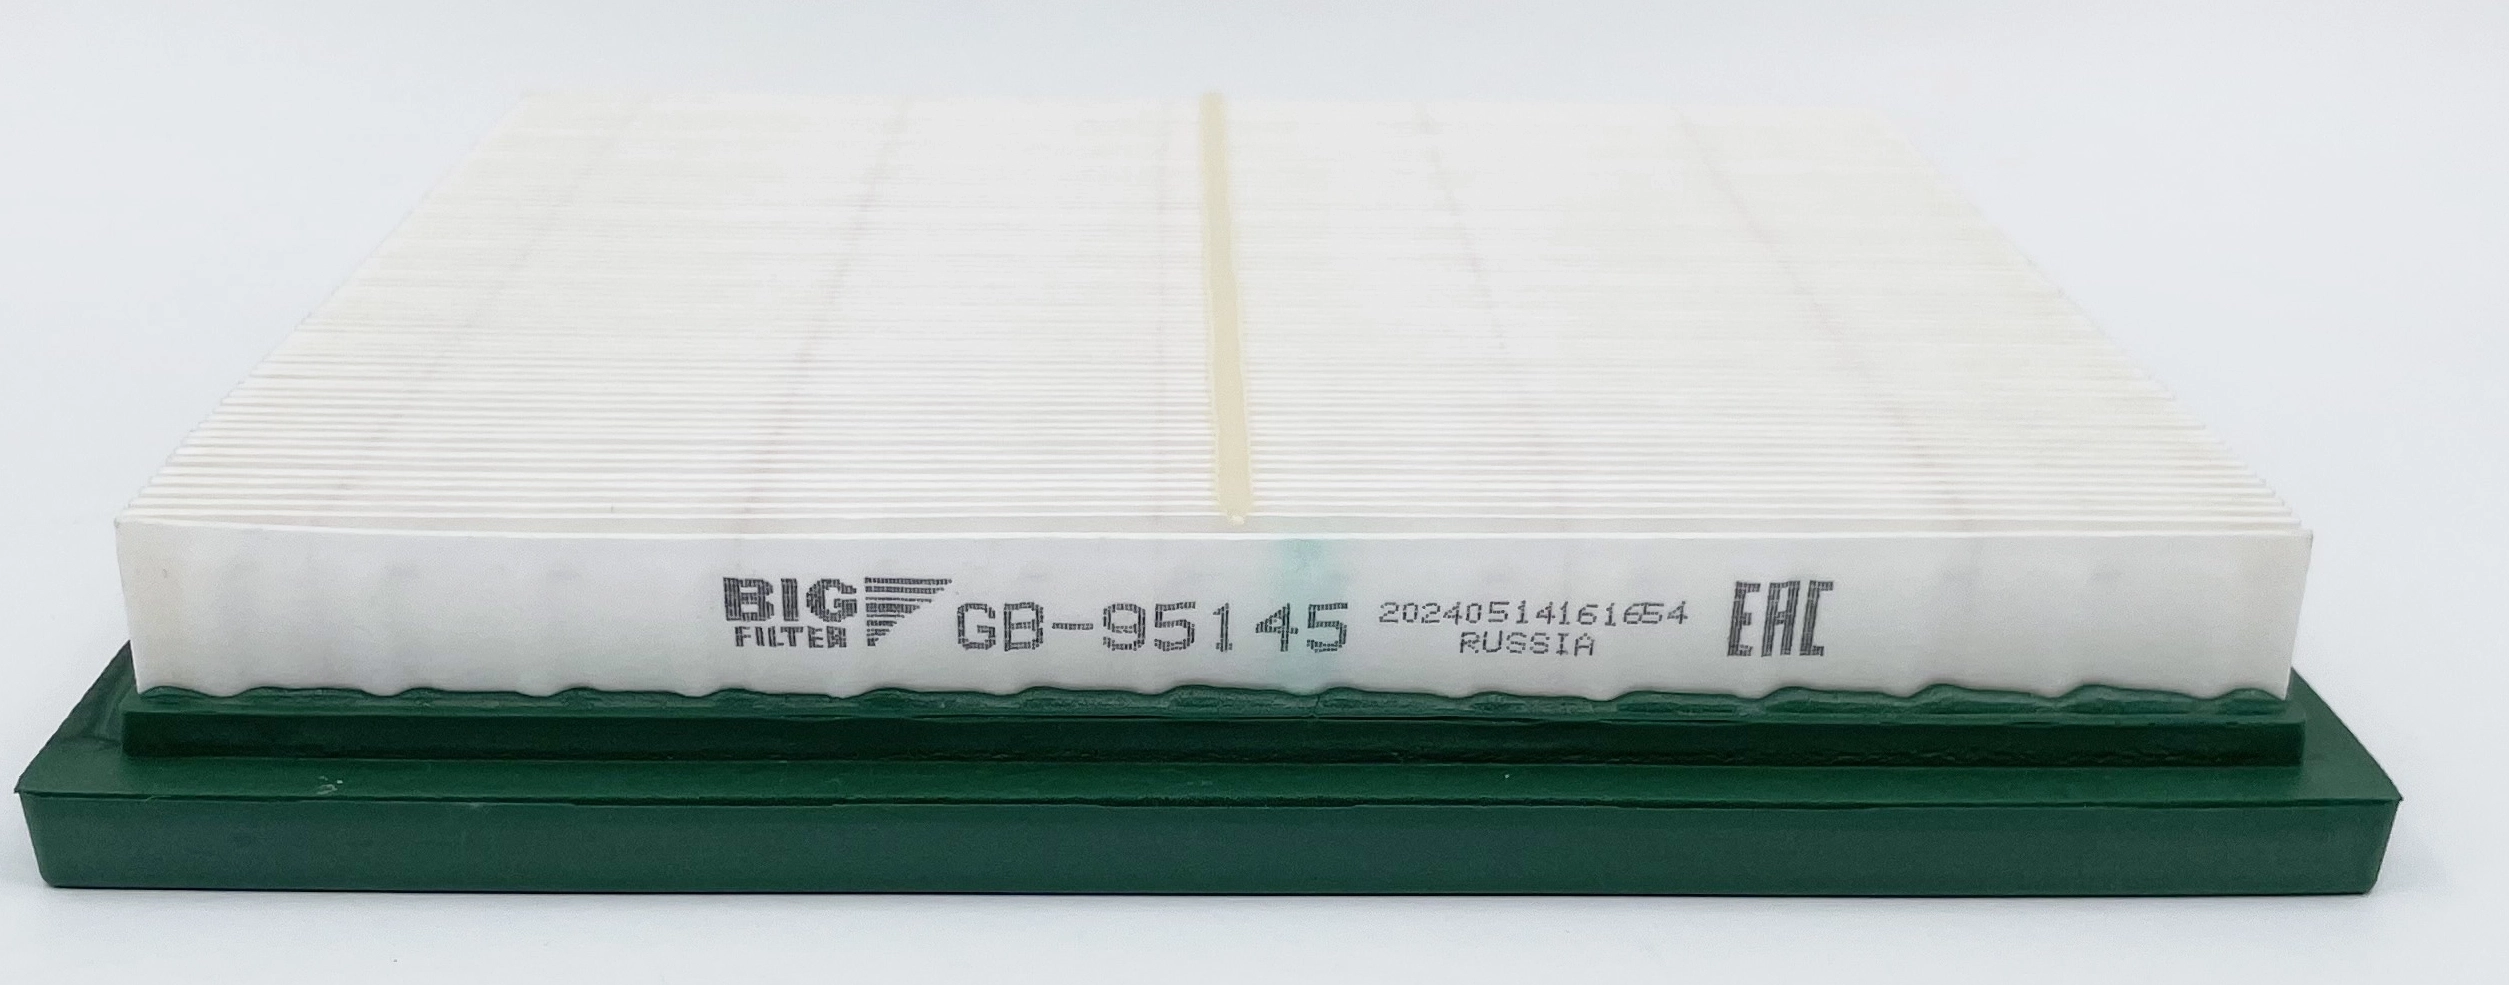 BIG
FILTER
GB-95145
20240514161654
RUSSIA
EAC